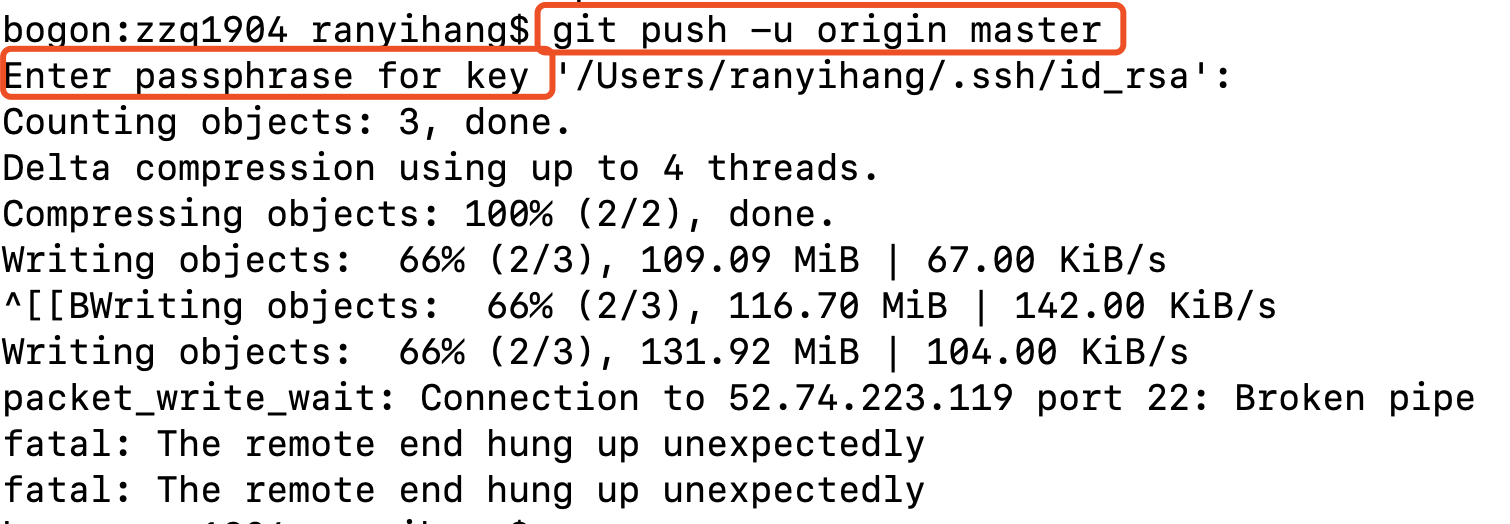 bogon:zzq1904 ranyihang$ git push -u origin master
Enter passphrase for key '/Users/ranyihang/.ssh/id_rsa':
Counting objects: 3, done.
Delta compression using up to 4 threads.
Compressing objects: 100% (2/2), done.
Writing objects:  66% (2/3), 109.09 MiB | 67.00 KiB/s
^[[BWriting objects:  66% (2/3), 116.70 MiB | 142.00 KiB/s
Writing objects:  66% (2/3), 131.92 MiB | 104.00 KiB/s
packet_write_wait: Connection to 52.74.223.119 port 22: Broken pipe
fatal: The remote end hung up unexpectedly
fatal: The remote end hung up unexpectedly